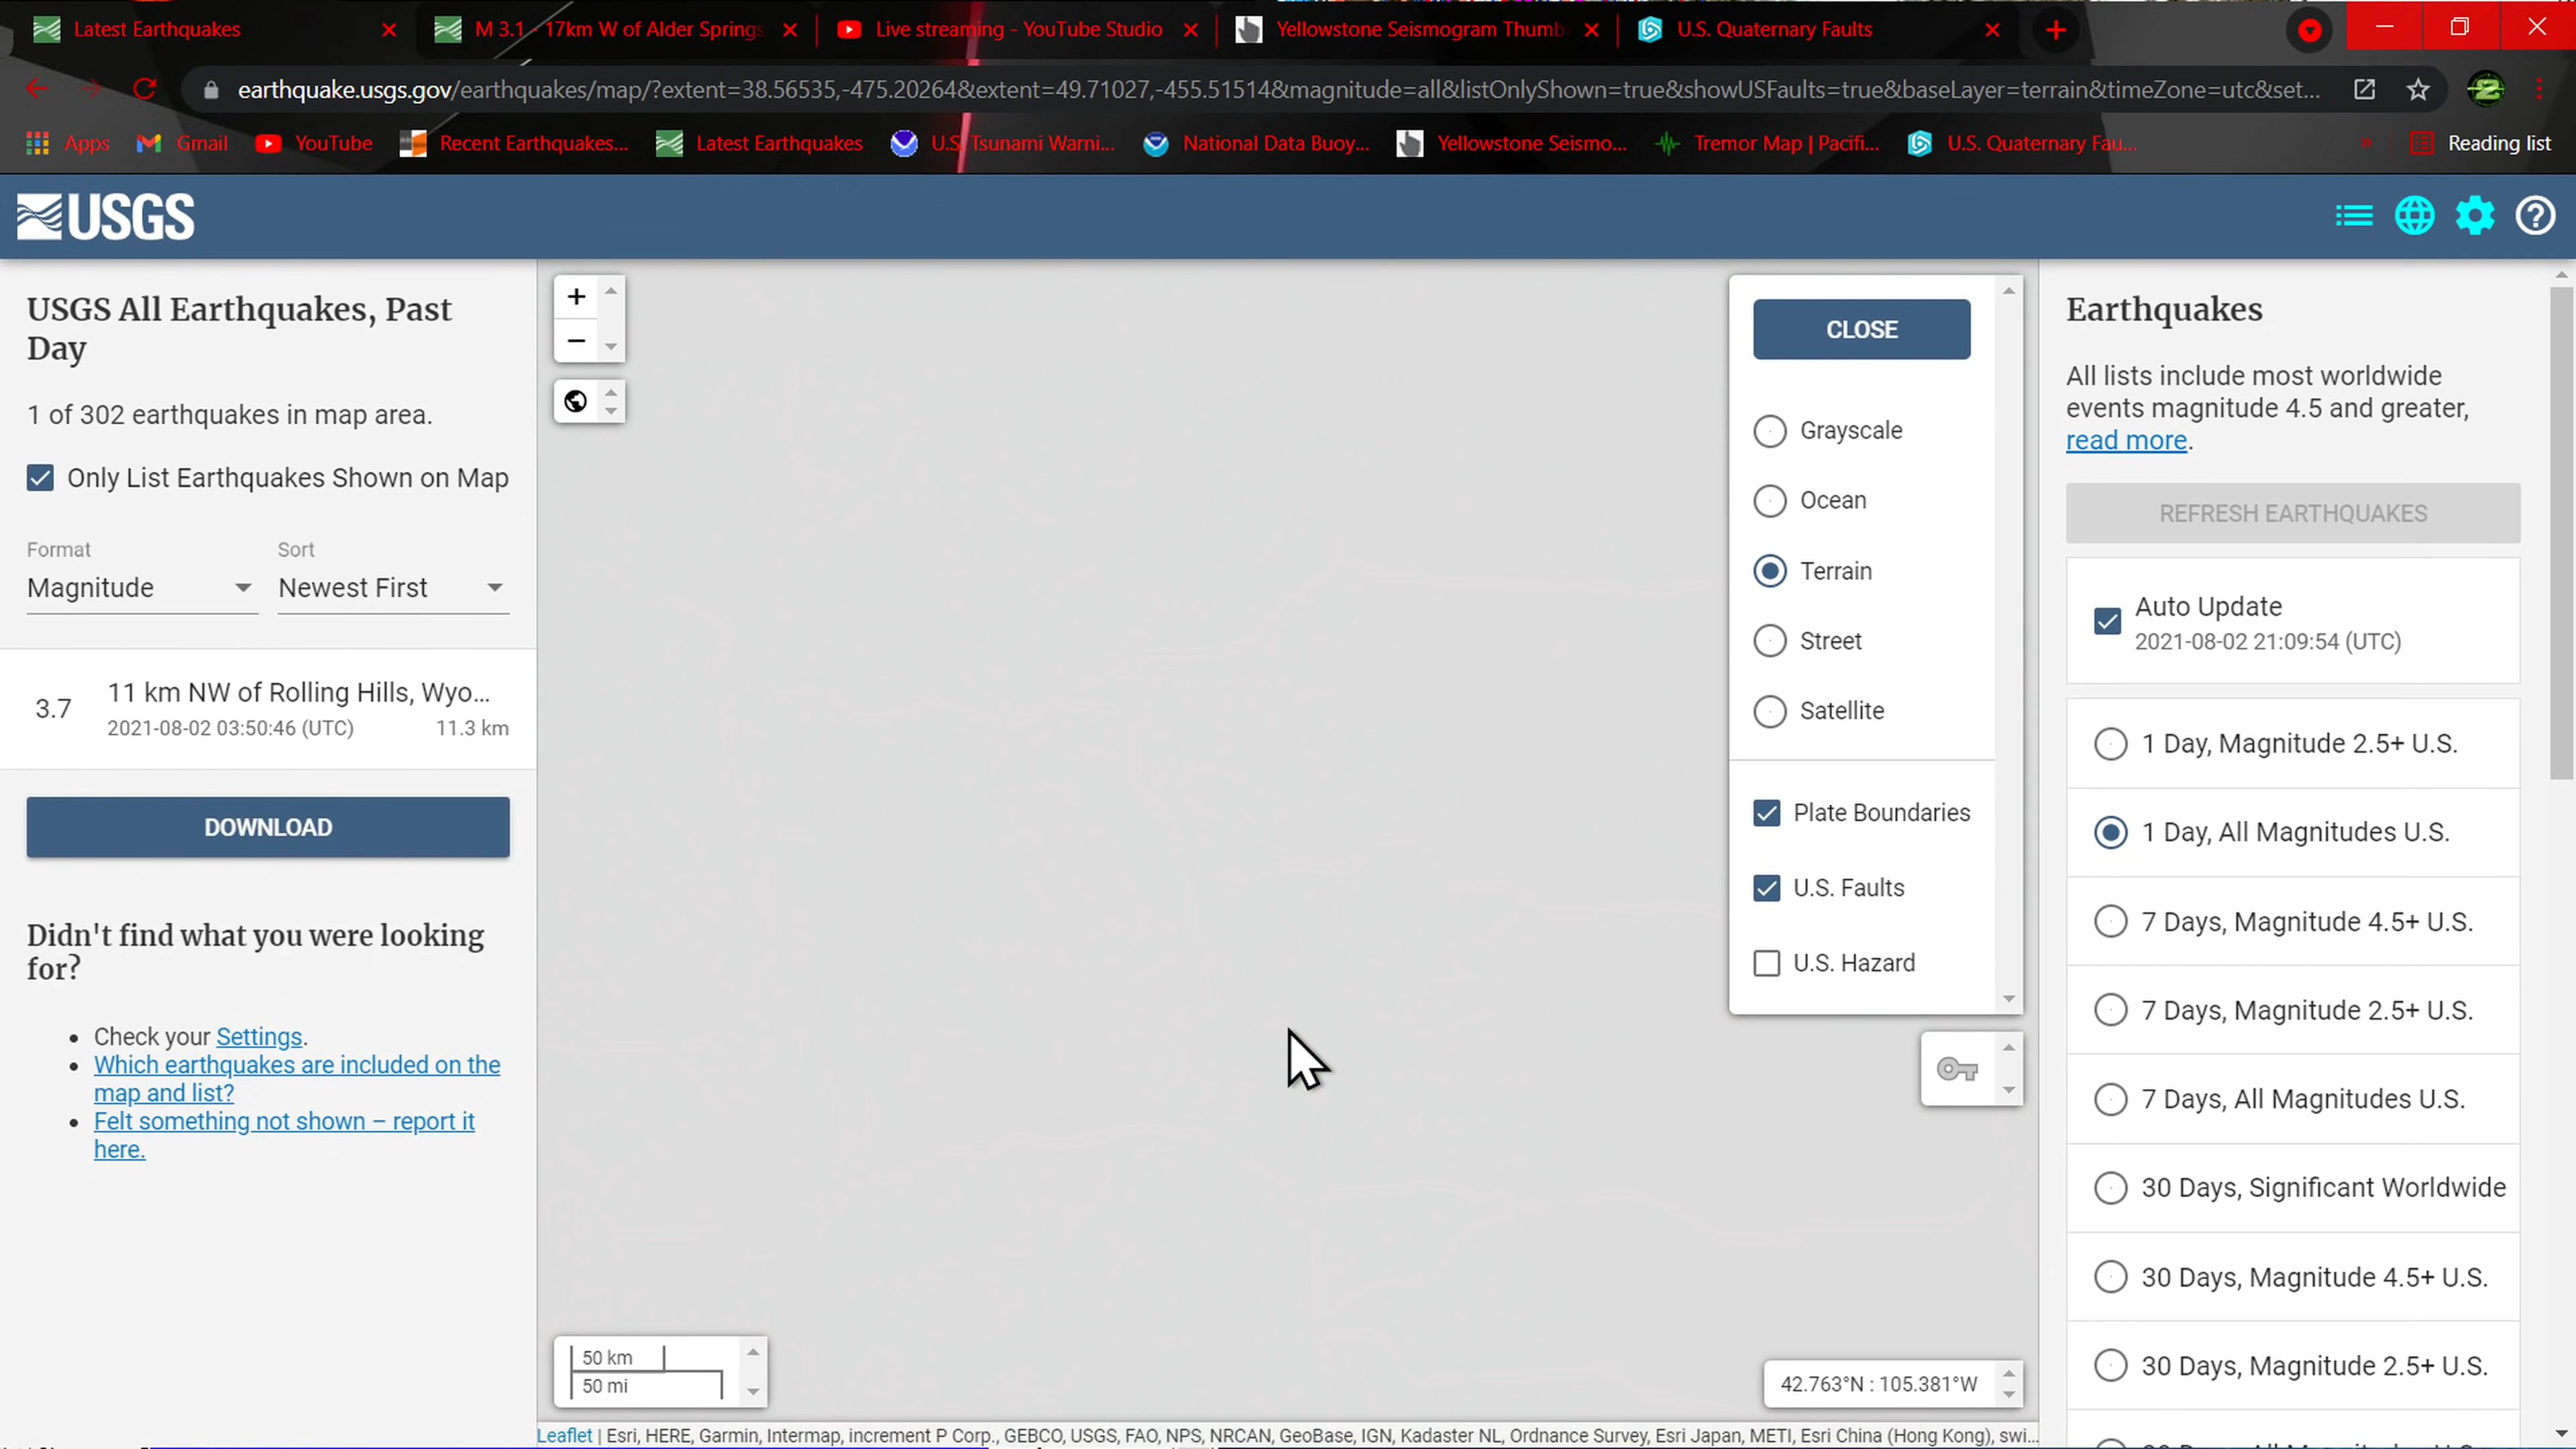 Latest Earthquakes
M 3.1 - 17km W of Alder Springs
Live streaming - YouTube Studio
Yellowstone Seismogram Thumb
U.S. Quaternary Faults
earthquake.usgs.gov/earthquakes/map/?extent=38.56535,-475.20264&extent=49.71027,-455.51514&magnitude=all&listOnlyShown=true&showUSFaults=true&baseLayer=terrain&timeZone=utc&set...
Apps
Gmail
YouTube
Recent Earthquakes...
Latest Earthquakes
U.S. Tsunami Warni...
National Data Buoy...
Yellowstone Seismo...
Tremor Map | Pacifi...
U.S. Quaternary Fau...
Reading list
USGS
USGS All Earthquakes, Past
Day
1 of 302 earthquakes in map area.
Only List Earthquakes Shown on Map
Format
Sort
Magnitude
Newest First
3.7
11 km NW of Rolling Hills, Wyo...
2021-08-02 03:50:46 (UTC)
11.3 km
DOWNLOAD
Didn't find what you were looking
for?
Check your Settings.
Which earthquakes are included on the
map and list?
Felt something not shown – report it
here.
+
−
CLOSE
Grayscale
Ocean
Terrain
Street
Satellite
Plate Boundaries
U.S. Faults
U.S. Hazard
50 km
50 mi
42.763°N : 105.381°W
Leaflet | Esri, HERE, Garmin, Intermap, increment P Corp., GEBCO, USGS, FAO, NPS, NRCAN, GeoBase, IGN, Kadaster NL, Ordnance Survey, Esri Japan, METI, Esri China (Hong Kong), swi...
Earthquakes
All lists include most worldwide
events magnitude 4.5 and greater,
read more.
REFRESH EARTHQUAKES
Auto Update
2021-08-02 21:09:54 (UTC)
1 Day, Magnitude 2.5+ U.S.
1 Day, All Magnitudes U.S.
7 Days, Magnitude 4.5+ U.S.
7 Days, Magnitude 2.5+ U.S.
7 Days, All Magnitudes U.S.
30 Days, Significant Worldwide
30 Days, Magnitude 4.5+ U.S.
30 Days, Magnitude 2.5+ U.S.